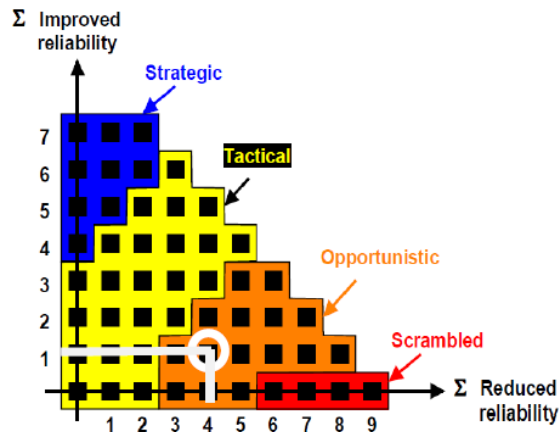 Σ Improved
reliability
Strategic
7
6
Tactical
5
4
Opportunistic
3
2
1
Scrambled
Σ Reduced
reliability
1 2 3 4 5 6 7 8 9